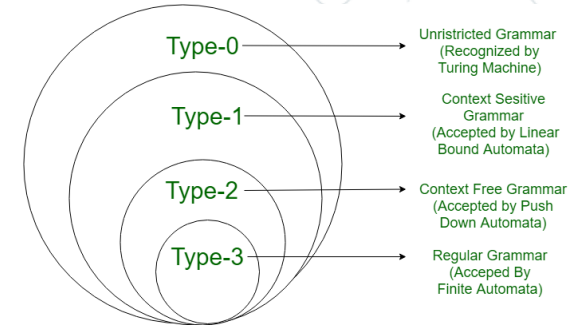 Type-0
Unristricted Grammar
(Recognized by
Turing Machine)
Type-1
Context Sesitive
Grammar
(Accepted by Linear
Bound Automata)
Type-2
Context Free Grammar
(Accepted by Push
Down Automata)
Type-3
Regular Grammar
(Acceped By
Finite Automata)